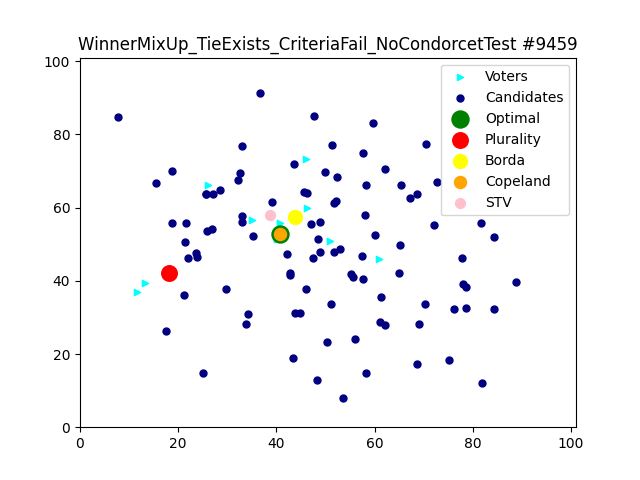 WinnerMixUp_TieExists_CriteriaFail_NoCondorcetTest #9459
100
80
60
40
20
0
0 20 40 60 80 100
Voters
Candidates
Optimal
Plurality
Borda
Copeland
STV